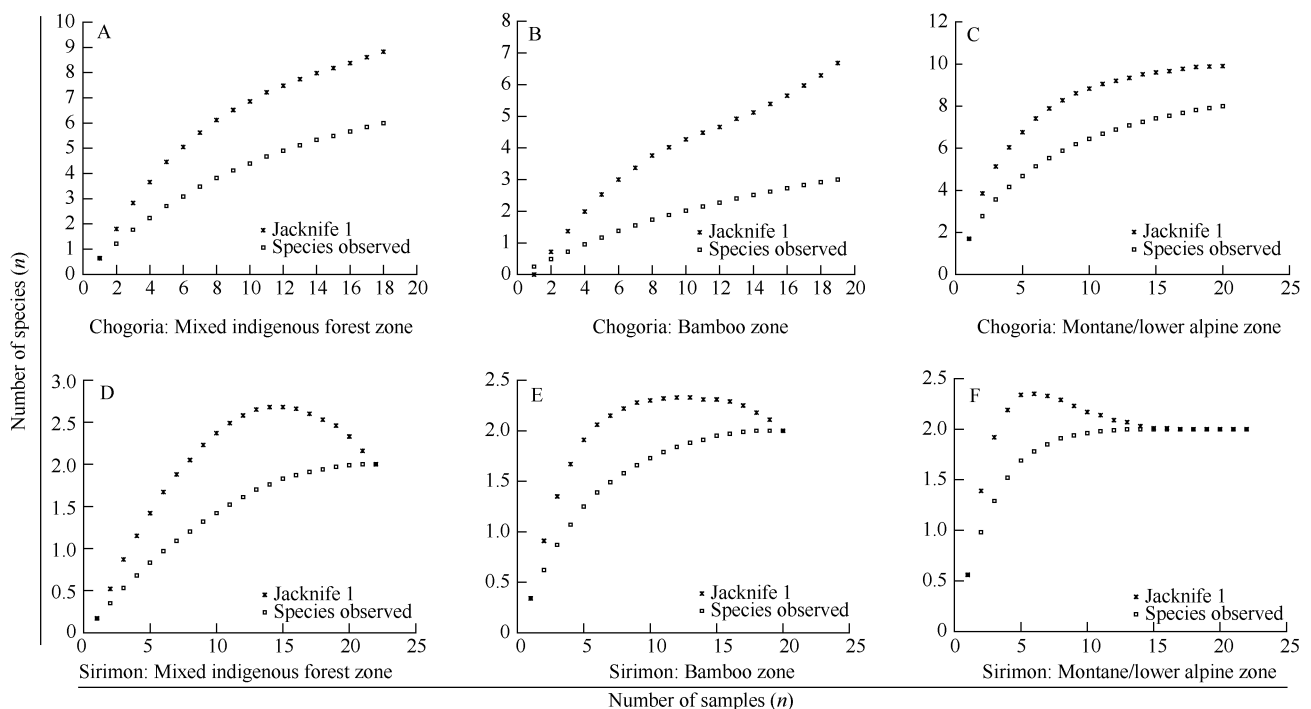 Number of species (n)
A
10
9
8
7
6
5
4
3
2
1
0
Jacknife 1
Species observed
0 2 4 6 8 10 12 14 16 18 20
Chogoria: Mixed indigenous forest zone
B
8
7
6
5
4
3
2
1
0
Jacknife 1
Species observed
0 2 4 6 8 10 12 14 16 18 20
Chogoria: Bamboo zone
C
12
10
8
6
4
2
0
Jacknife 1
Species observed
0 5 10 15 20 25
Chogoria: Montane/lower alpine zone
D
3.0
2.5
2.0
1.5
1.0
0.5
0
Jacknife 1
Species observed
0 5 10 15 20 25
Sirimon: Mixed indigenous forest zone
E
2.5
2.0
1.5
1.0
0.5
0
Jacknife 1
Species observed
0 5 10 15 20 25
Sirimon: Bamboo zone
F
2.5
2.0
1.5
1.0
0.5
0
Jacknife 1
Species observed
0 5 10 15 20 25
Sirimon: Montane/lower alpine zone
Number of samples (n)